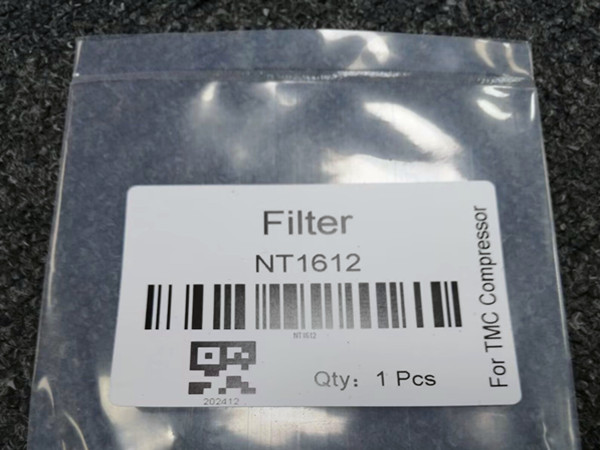 Filter
NT1612
NT1612
202412
Qty: 1 Pcs
For TMC Compressor